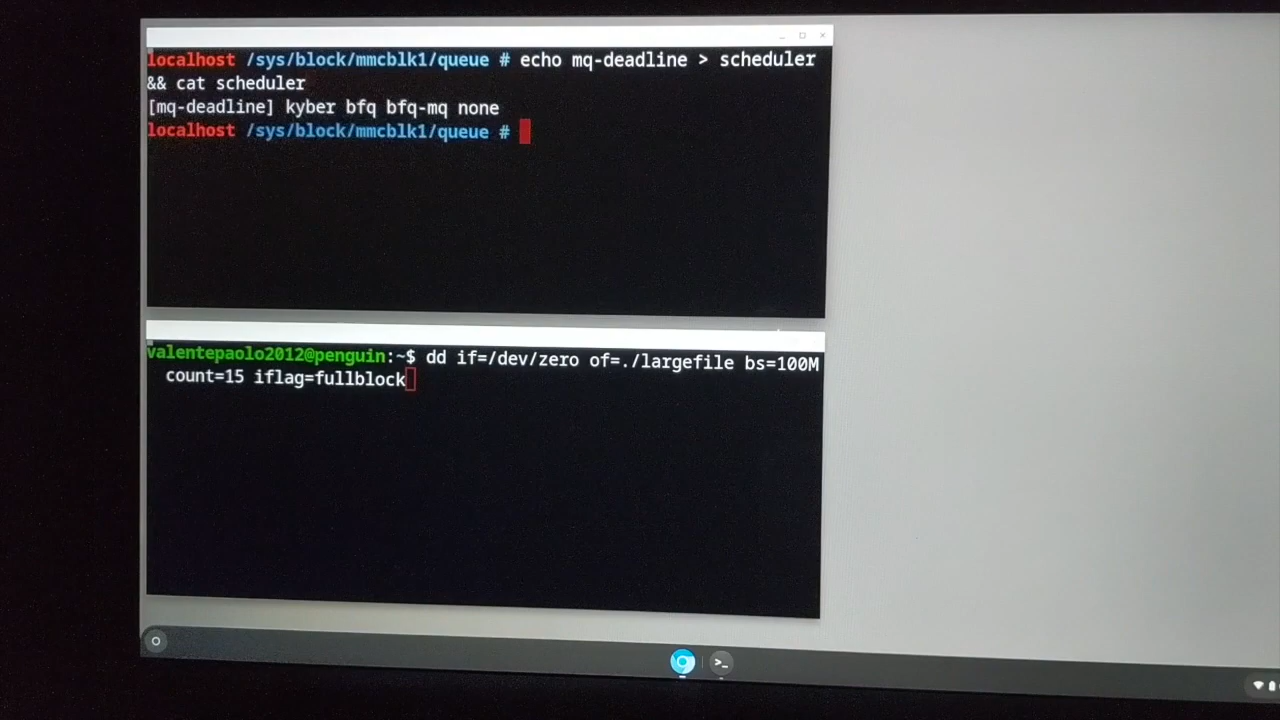 localhost /sys/block/mmcblk1/queue # echo mq-deadline > scheduler
&& cat scheduler
[mq-deadline] kyber bfq bfq-mq none
localhost /sys/block/mmcblk1/queue #
valentepaolo2012@penguin:~$ dd if=/dev/zero of=./largefile bs=100M
count=15 iflag=fullblock
>_